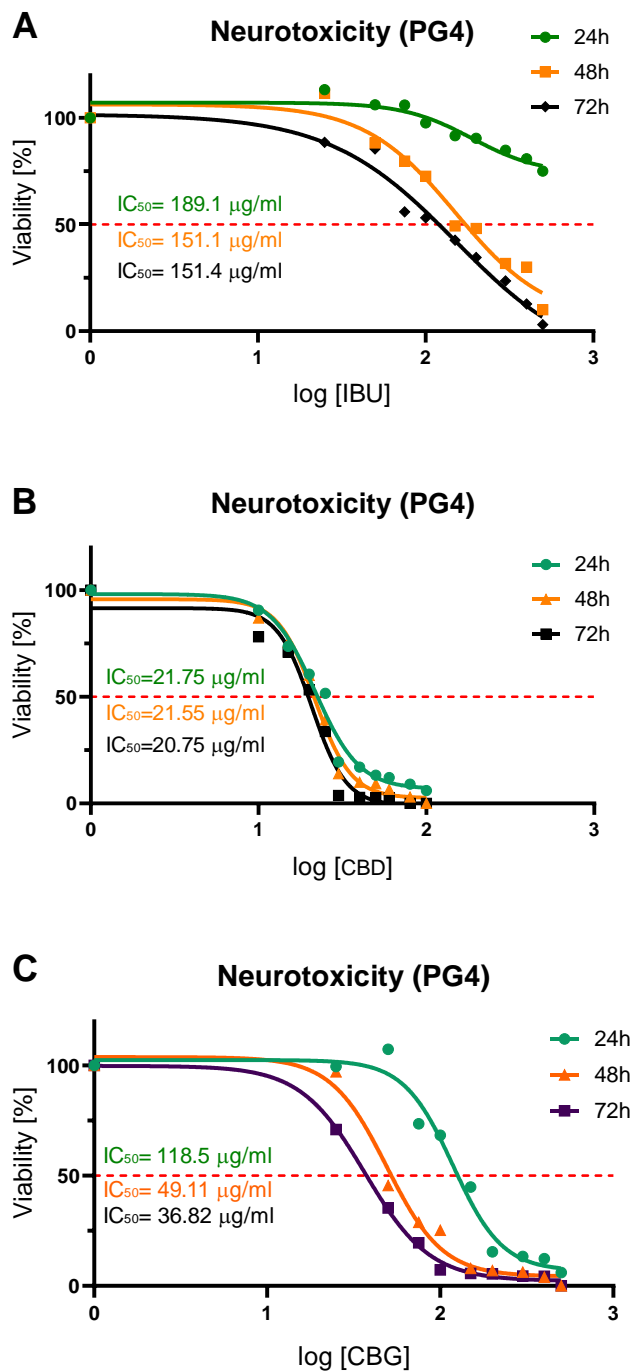 A
Neurotoxicity (PG4)
24h
48h
72h
Viability [%]
100
50
0
IC₅₀= 189.1 µg/ml
IC₅₀= 151.1 µg/ml
IC₅₀= 151.4 µg/ml
0 1 2 3
log [IBU]
B
Neurotoxicity (PG4)
24h
48h
72h
Viability [%]
100
50
0
IC₅₀=21.75 µg/ml
IC₅₀=21.55 µg/ml
IC₅₀=20.75 µg/ml
0 1 2 3
log [CBD]
C
Neurotoxicity (PG4)
24h
48h
72h
Viability [%]
100
50
0
IC₅₀= 118.5 µg/ml
IC₅₀= 49.11 µg/ml
IC₅₀= 36.82 µg/ml
0 1 2 3
log [CBG]